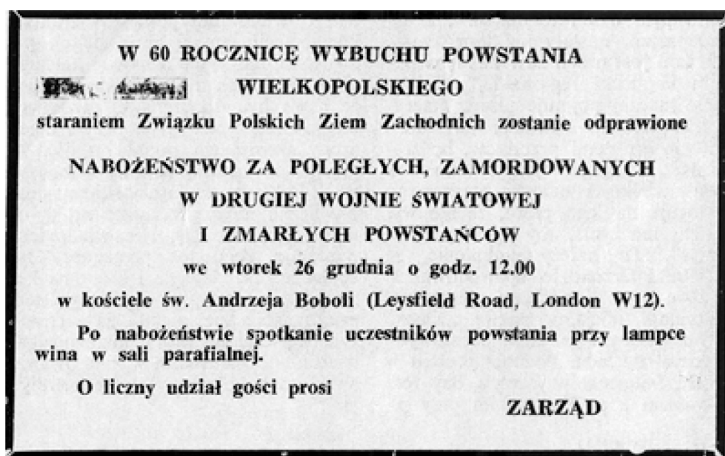 W 60 ROCZNICĘ WYBUCHU POWSTANIA
WIELKOPOLSKIEGO
staraniem Związku Polskich Ziem Zachodnich zostanie odprawione
NABOŻEŃSTWO ZA POLEGŁYCH, ZAMORDOWANYCH
W DRUGIEJ WOJNIE ŚWIATOWEJ
I ZMARŁYCH POWSTAŃCÓW
we wtorek 26 grudnia o godz. 12.00
w kościele św. Andrzeja Boboli (Leysfield Road, London W12).
Po nabożeństwie spotkanie uczestników powstania przy lampce
wina w sali parafialnej.
O liczny udział gości prosi
ZARZĄD